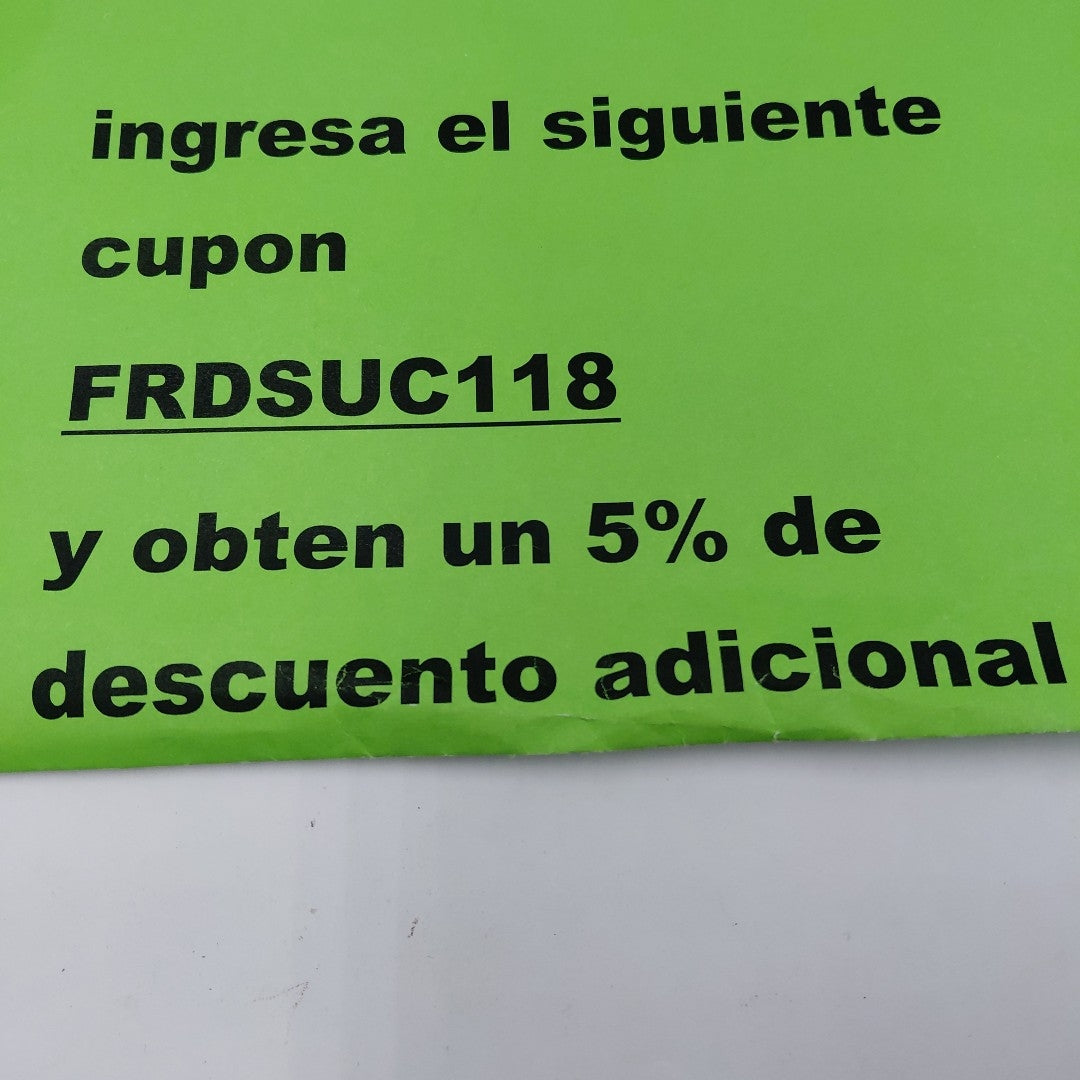 ingresa el siguiente
cupon
FRDSUC118
y obten un 5% de
descuento adicional